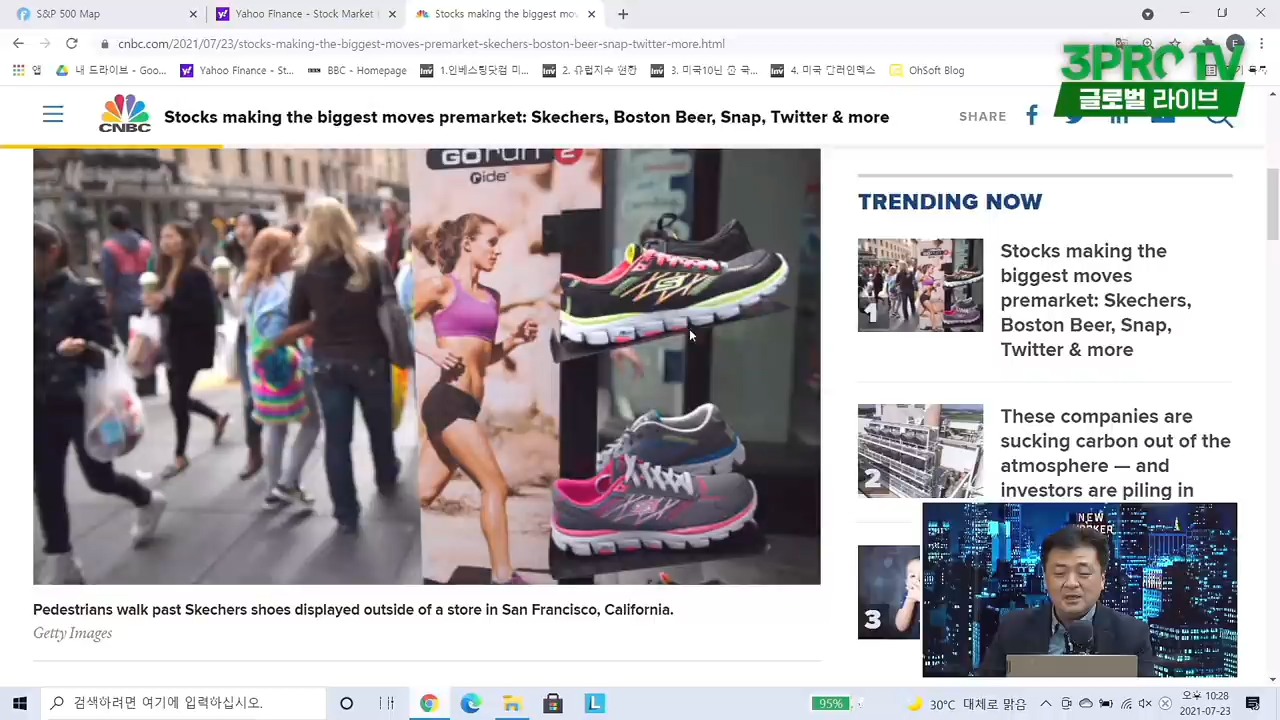 S&P 500 Map
Yahoo Finance - Stock Market
Stocks making the biggest mov
cnbc.com/2021/07/23/stocks-making-the-biggest-moves-premarket-skechers-boston-beer-snap-twitter-more.html
앱
내 드라이브 - Goo...
Yahoo Finance - St...
BBC - Homepage
1.인베스팅닷컴 미...
2. 유럽지수 현황
3. 미국10년 만 국...
OhSoft Blog
3PRO TV
글로벌 라이브
CNBC
Stocks making the biggest moves premarket: Skechers, Boston Beer, Snap, Twitter & more
SHARE
GOrun 2
ride
TRENDING NOW
1
Stocks making the
biggest moves
premarket: Skechers,
Boston Beer, Snap,
Twitter & more
2
These companies are
sucking carbon out of the
atmosphere — and
investors are piling in
3
NEW
YORKER
Pedestrians walk past Skechers shoes displayed outside of a store in San Francisco, California.
Getty Images
검색하려면 여기에 입력하십시오.
95%
30°C 대체로 맑음
오후 10:28
2021-07-23